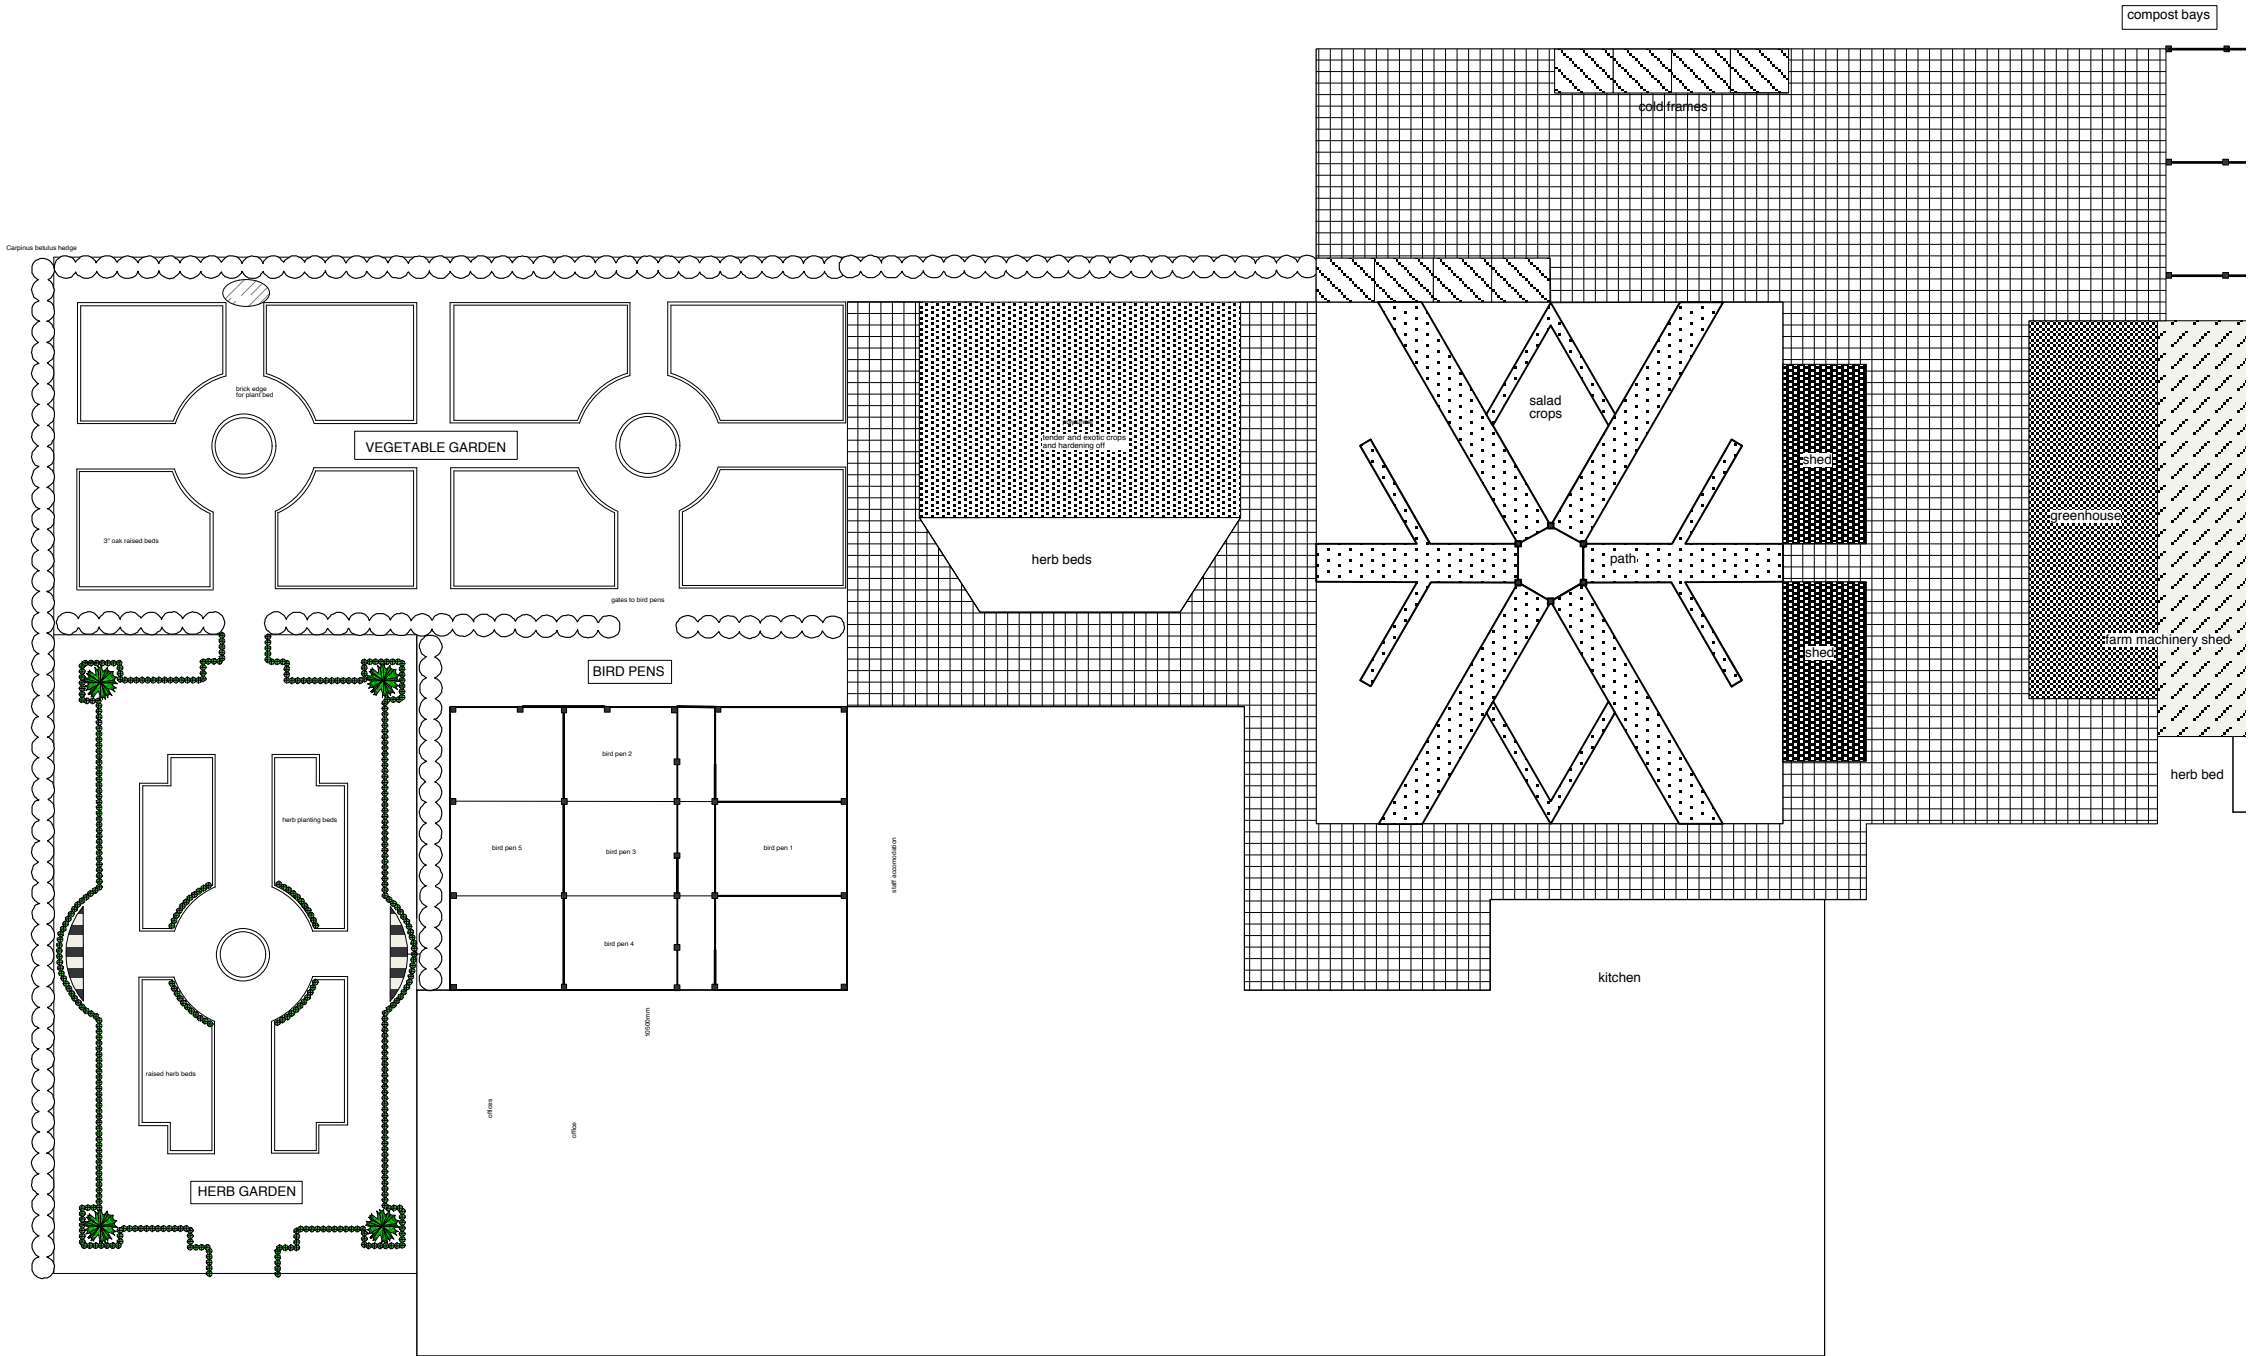 compost bays
cold frames
Carpinus betulus hedge
brick edge
for plant bed
salad
crops
tender and exotic crops
and hardening off
VEGETABLE GARDEN
shed
greenhouse
3" oak raised beds
herb beds
path
gates to bird pens
farm machinery shed
shed
BIRD PENS
bird pen 2
herb bed
herb planting beds
bird pen 5
bird pen 3
bird pen 1
staff accomodation
bird pen 4
kitchen
10500mm
raised herb beds
offices
office
HERB GARDEN